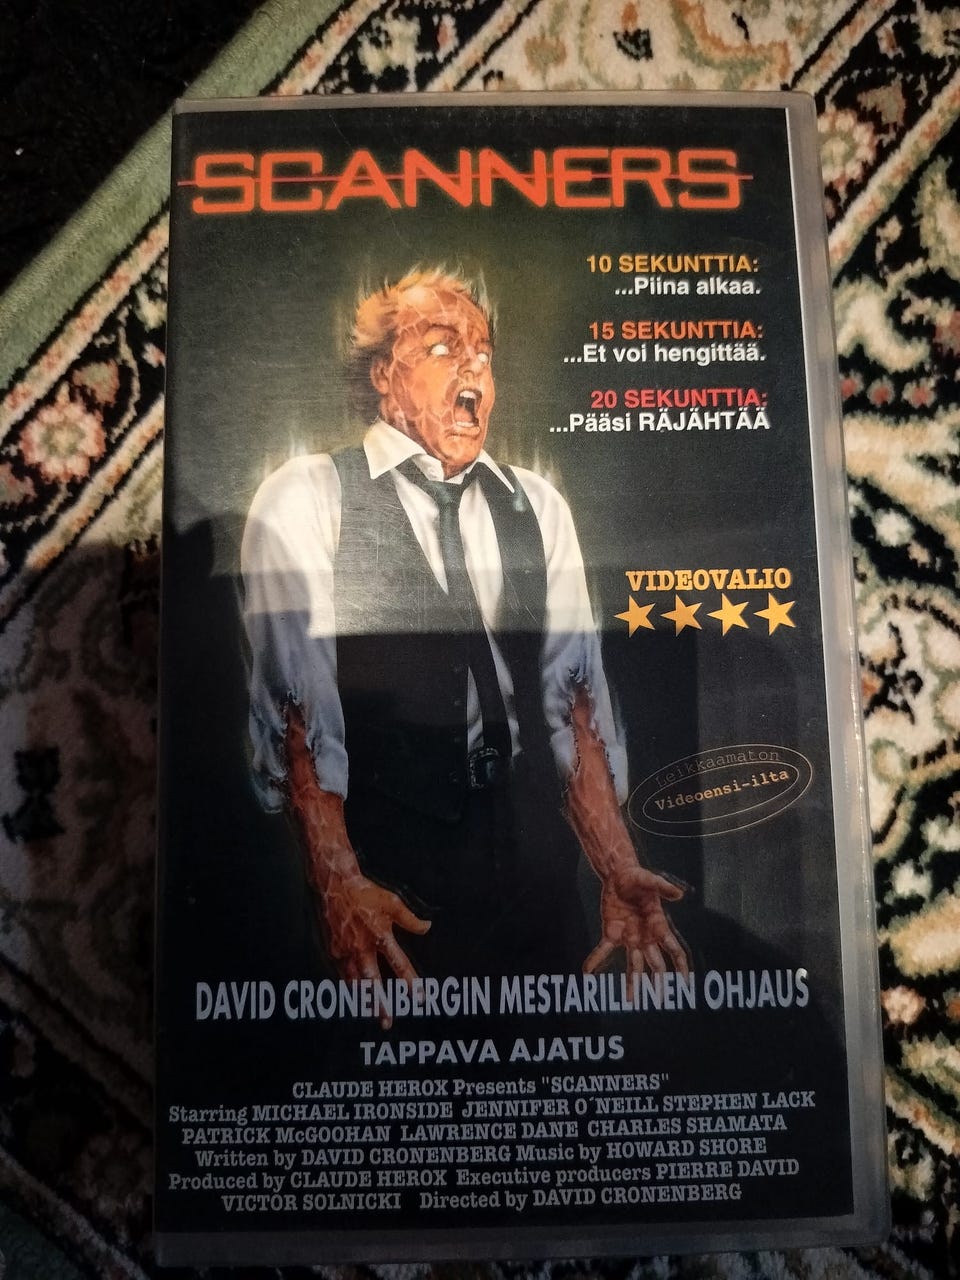 SCANNERS
10 SEKUNTTIA:
...Piina alkaa.
15 SEKUNTTIA:
...Et voi hengittää.
20 SEKUNTTIA:
...Pääsi RÄJÄHTÄÄ
VIDEOVALIO
Leikkaamaton
Videoensi-ilta
DAVID CRONENBERGIN MESTARILLINEN OHJAUS
TAPPAVA AJATUS
CLAUDE HEROX Presents "SCANNERS"
Starring MICHAEL IRONSIDE JENNIFER O´NEILL STEPHEN LACK
PATRICK McGOOHAN LAWRENCE DANE CHARLES SHAMATA
Written by DAVID CRONENBERG Music by HOWARD SHORE
Produced by CLAUDE HEROX Executive producers PIERRE DAVID
VICTOR SOLNICKI Directed by DAVID CRONENBERG